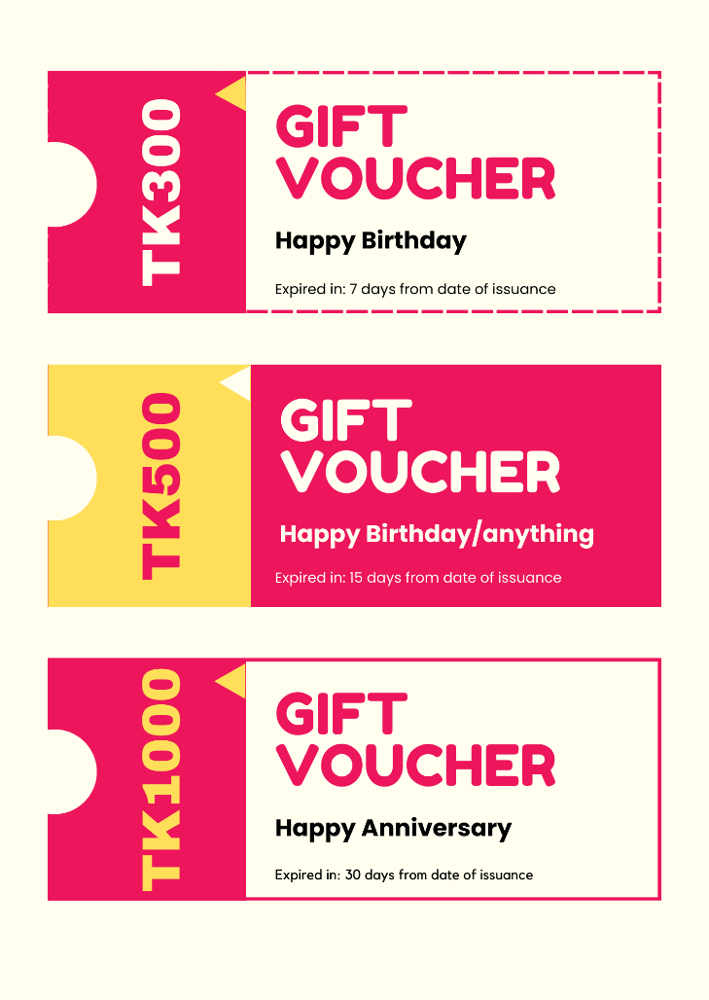 TK300
GIFT
VOUCHER
Happy Birthday
Expired in: 7 days from date of issuance
TK500
GIFT
VOUCHER
Happy Birthday/anything
Expired in: 15 days from date of issuance
TK1000
GIFT
VOUCHER
Happy Anniversary
Expired in: 30 days from date of issuance